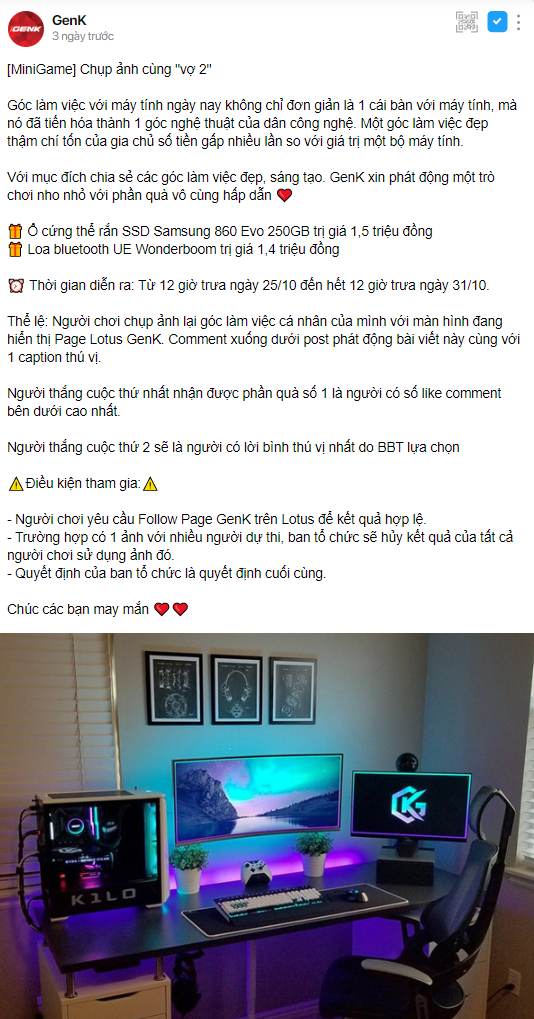 GENK
GenK
3 ngày trước
[MiniGame] Chụp ảnh cùng "vợ 2"
Góc làm việc với máy tính ngày nay không chỉ đơn giản là 1 cái bàn với máy tính, mà
nó đã tiến hóa thành 1 góc nghệ thuật của dân công nghệ. Một góc làm việc đẹp
thậm chí tốn của gia chủ số tiền gấp nhiều lần so với giá trị một bộ máy tính.
Với mục đích chia sẻ các góc làm việc đẹp, sáng tạo. GenK xin phát động một trò
chơi nho nhỏ với phần quà vô cùng hấp dẫn ❤️
🎁 Ổ cứng thể rắn SSD Samsung 860 Evo 250GB trị giá 1,5 triệu đồng
🎁 Loa bluetooth UE Wonderboom trị giá 1,4 triệu đồng
⏰ Thời gian diễn ra: Từ 12 giờ trưa ngày 25/10 đến hết 12 giờ trưa ngày 31/10.
Thể lệ: Người chơi chụp ảnh lại góc làm việc cá nhân của mình với màn hình đang
hiển thị Page Lotus GenK. Comment xuống dưới post phát động bài viết này cùng với
1 caption thú vị.
Người thắng cuộc thứ nhất nhận được phần quà số 1 là người có số like comment
bên dưới cao nhất.
Người thắng cuộc thứ 2 sẽ là người có lời bình thú vị nhất do BBT lựa chọn
⚠️Điều kiện tham gia:⚠️
- Người chơi yêu cầu Follow Page GenK trên Lotus để kết quả hợp lệ.
- Trường hợp có 1 ảnh với nhiều người dự thi, ban tổ chức sẽ hủy kết quả của tất cả
người chơi sử dụng ảnh đó.
- Quyết định của ban tổ chức là quyết định cuối cùng.
Chúc các bạn may mắn ❤️❤️
K1LO